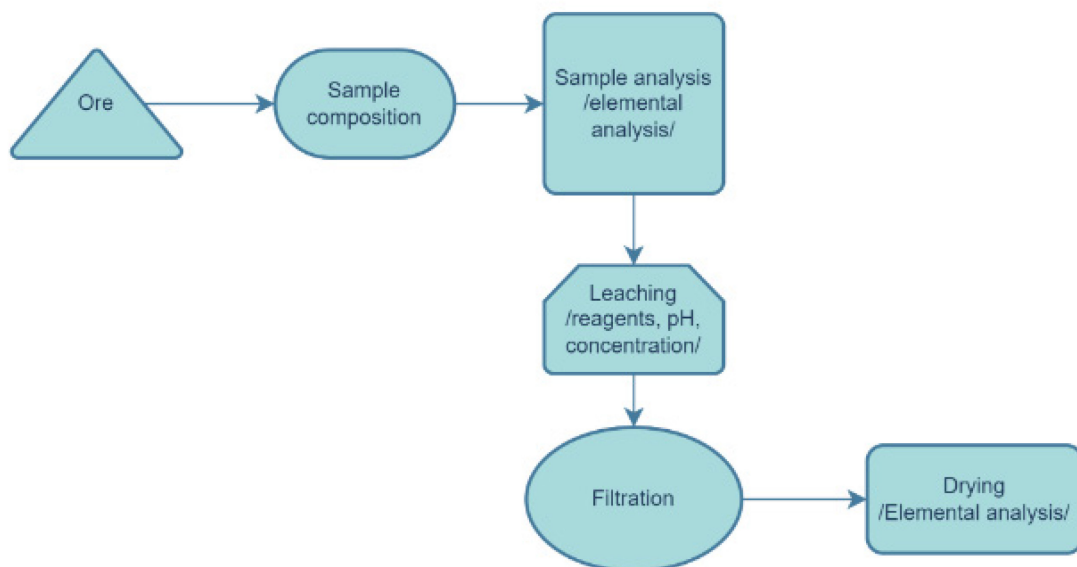 Ore
Sample
composition
Sample analysis
/elemental
analysis/
Leaching
/reagents, pH,
concentration/
Filtration
Drying
/Elemental analysis/